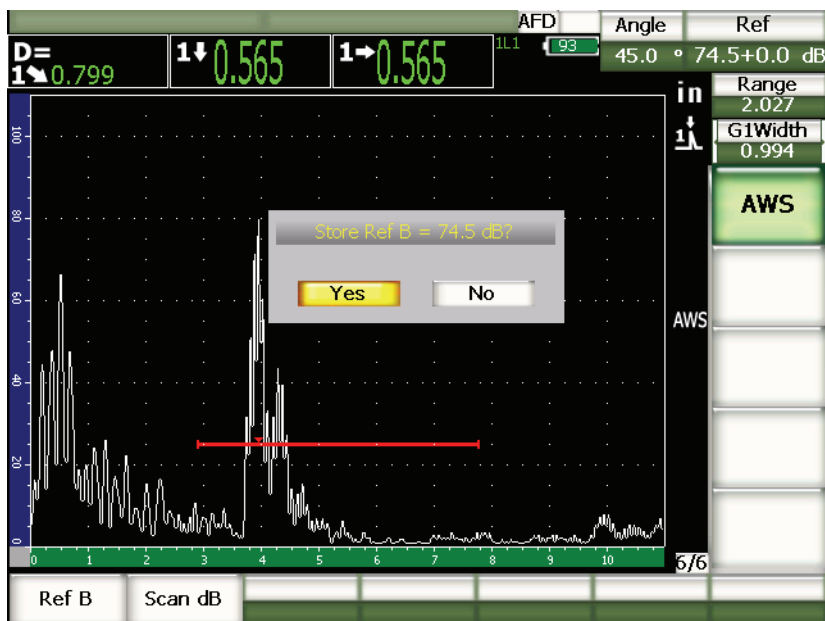 AFD
Angle
Ref
D=
1 0.799
1 0.565
1 0.565
1L1
93
45.0 ° 74.5+0.0 dB
in
Range
2.027
1
G1Width
0.994
AWS
100
80
60
40
20
0
Store Ref B = 74.5 dB?
Yes
No
AWS
0 1 2 3 4 5 6 7 8 9 10
6/6
Ref B
Scan dB